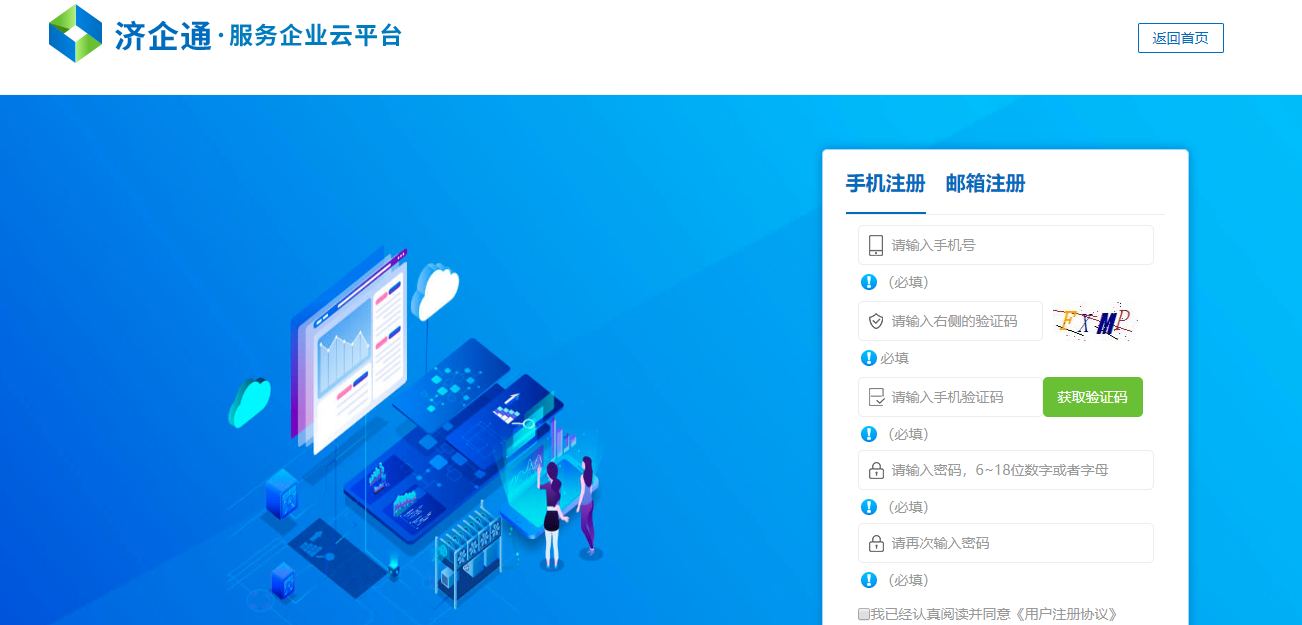 济企通·服务企业云平台
返回首页
手机注册 邮箱注册
请输入手机号
（必填）
请输入右侧的验证码 FXMP
必填
请输入手机验证码 获取验证码
（必填）
请输入密码，6~18位数字或者字母
（必填）
请再次输入密码
（必填）
我已经认真阅读并同意《用户注册协议》